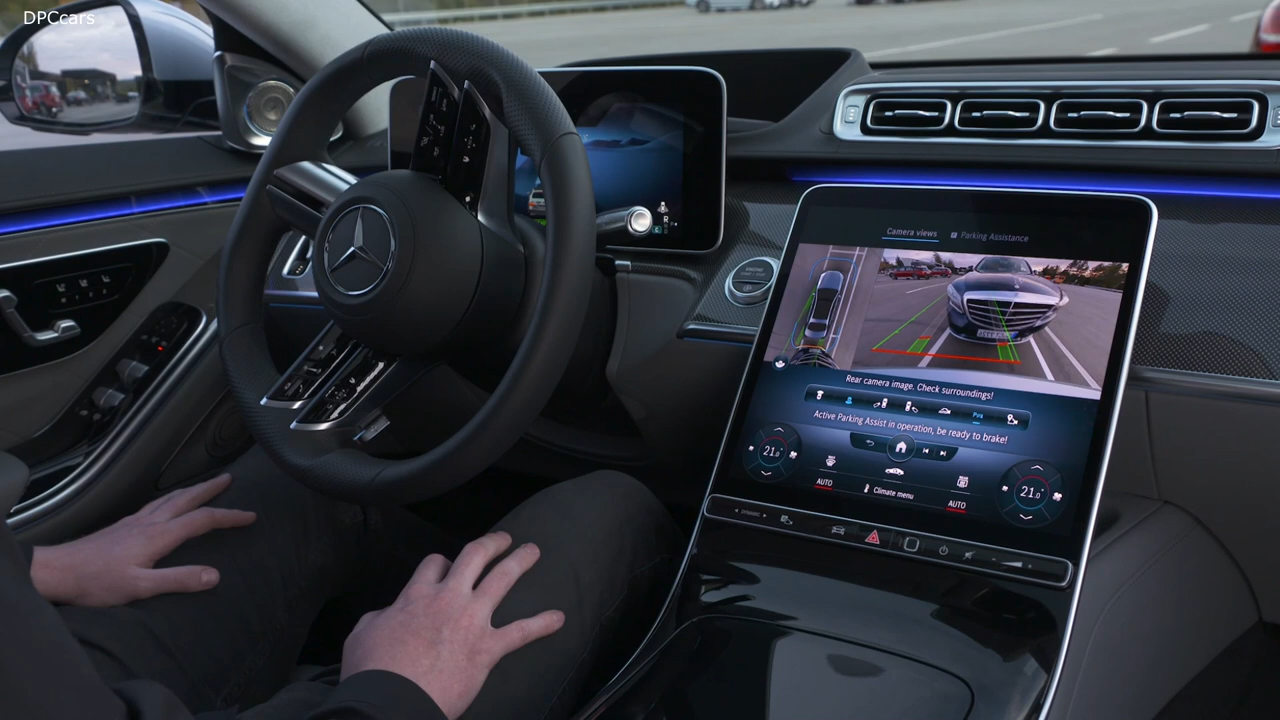 DPCcars
Camera views
Parking Assistance
Rear camera image. Check surroundings!
Active Parking Assist in operation, be ready to brake!
21.0
21.0
AUTO
Climate menu
AUTO
DYNAMIC
R